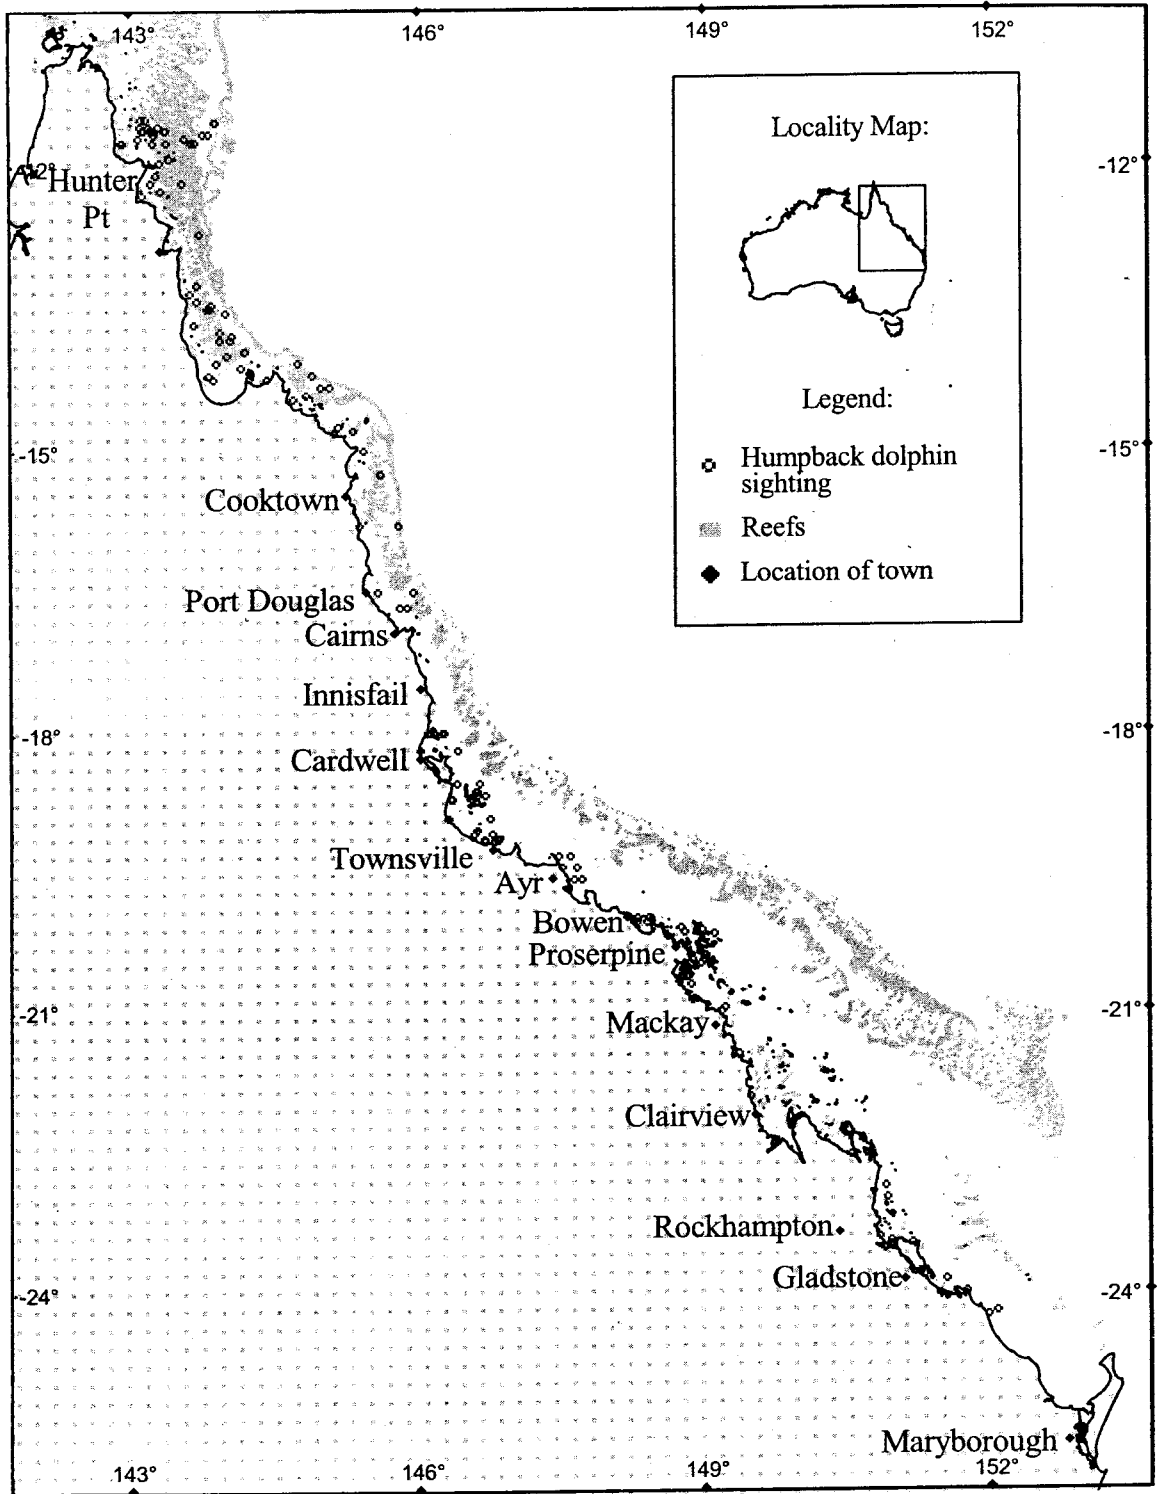 143°
146°
149°
152°
Locality Map:
-12°
-12°
Hunter
Pt
Legend:
-15°
-15°
Humpback dolphin
sighting
Cooktown
Reefs
Location of town
Port Douglas
Cairns
Innisfail
-18°
-18°
Cardwell
Townsville
Ayr
Bowen
Proserpine
-21°
-21°
Mackay
Clairview
Rockhampton
Gladstone
-24°
-24°
Maryborough
143°
146°
149°
152°